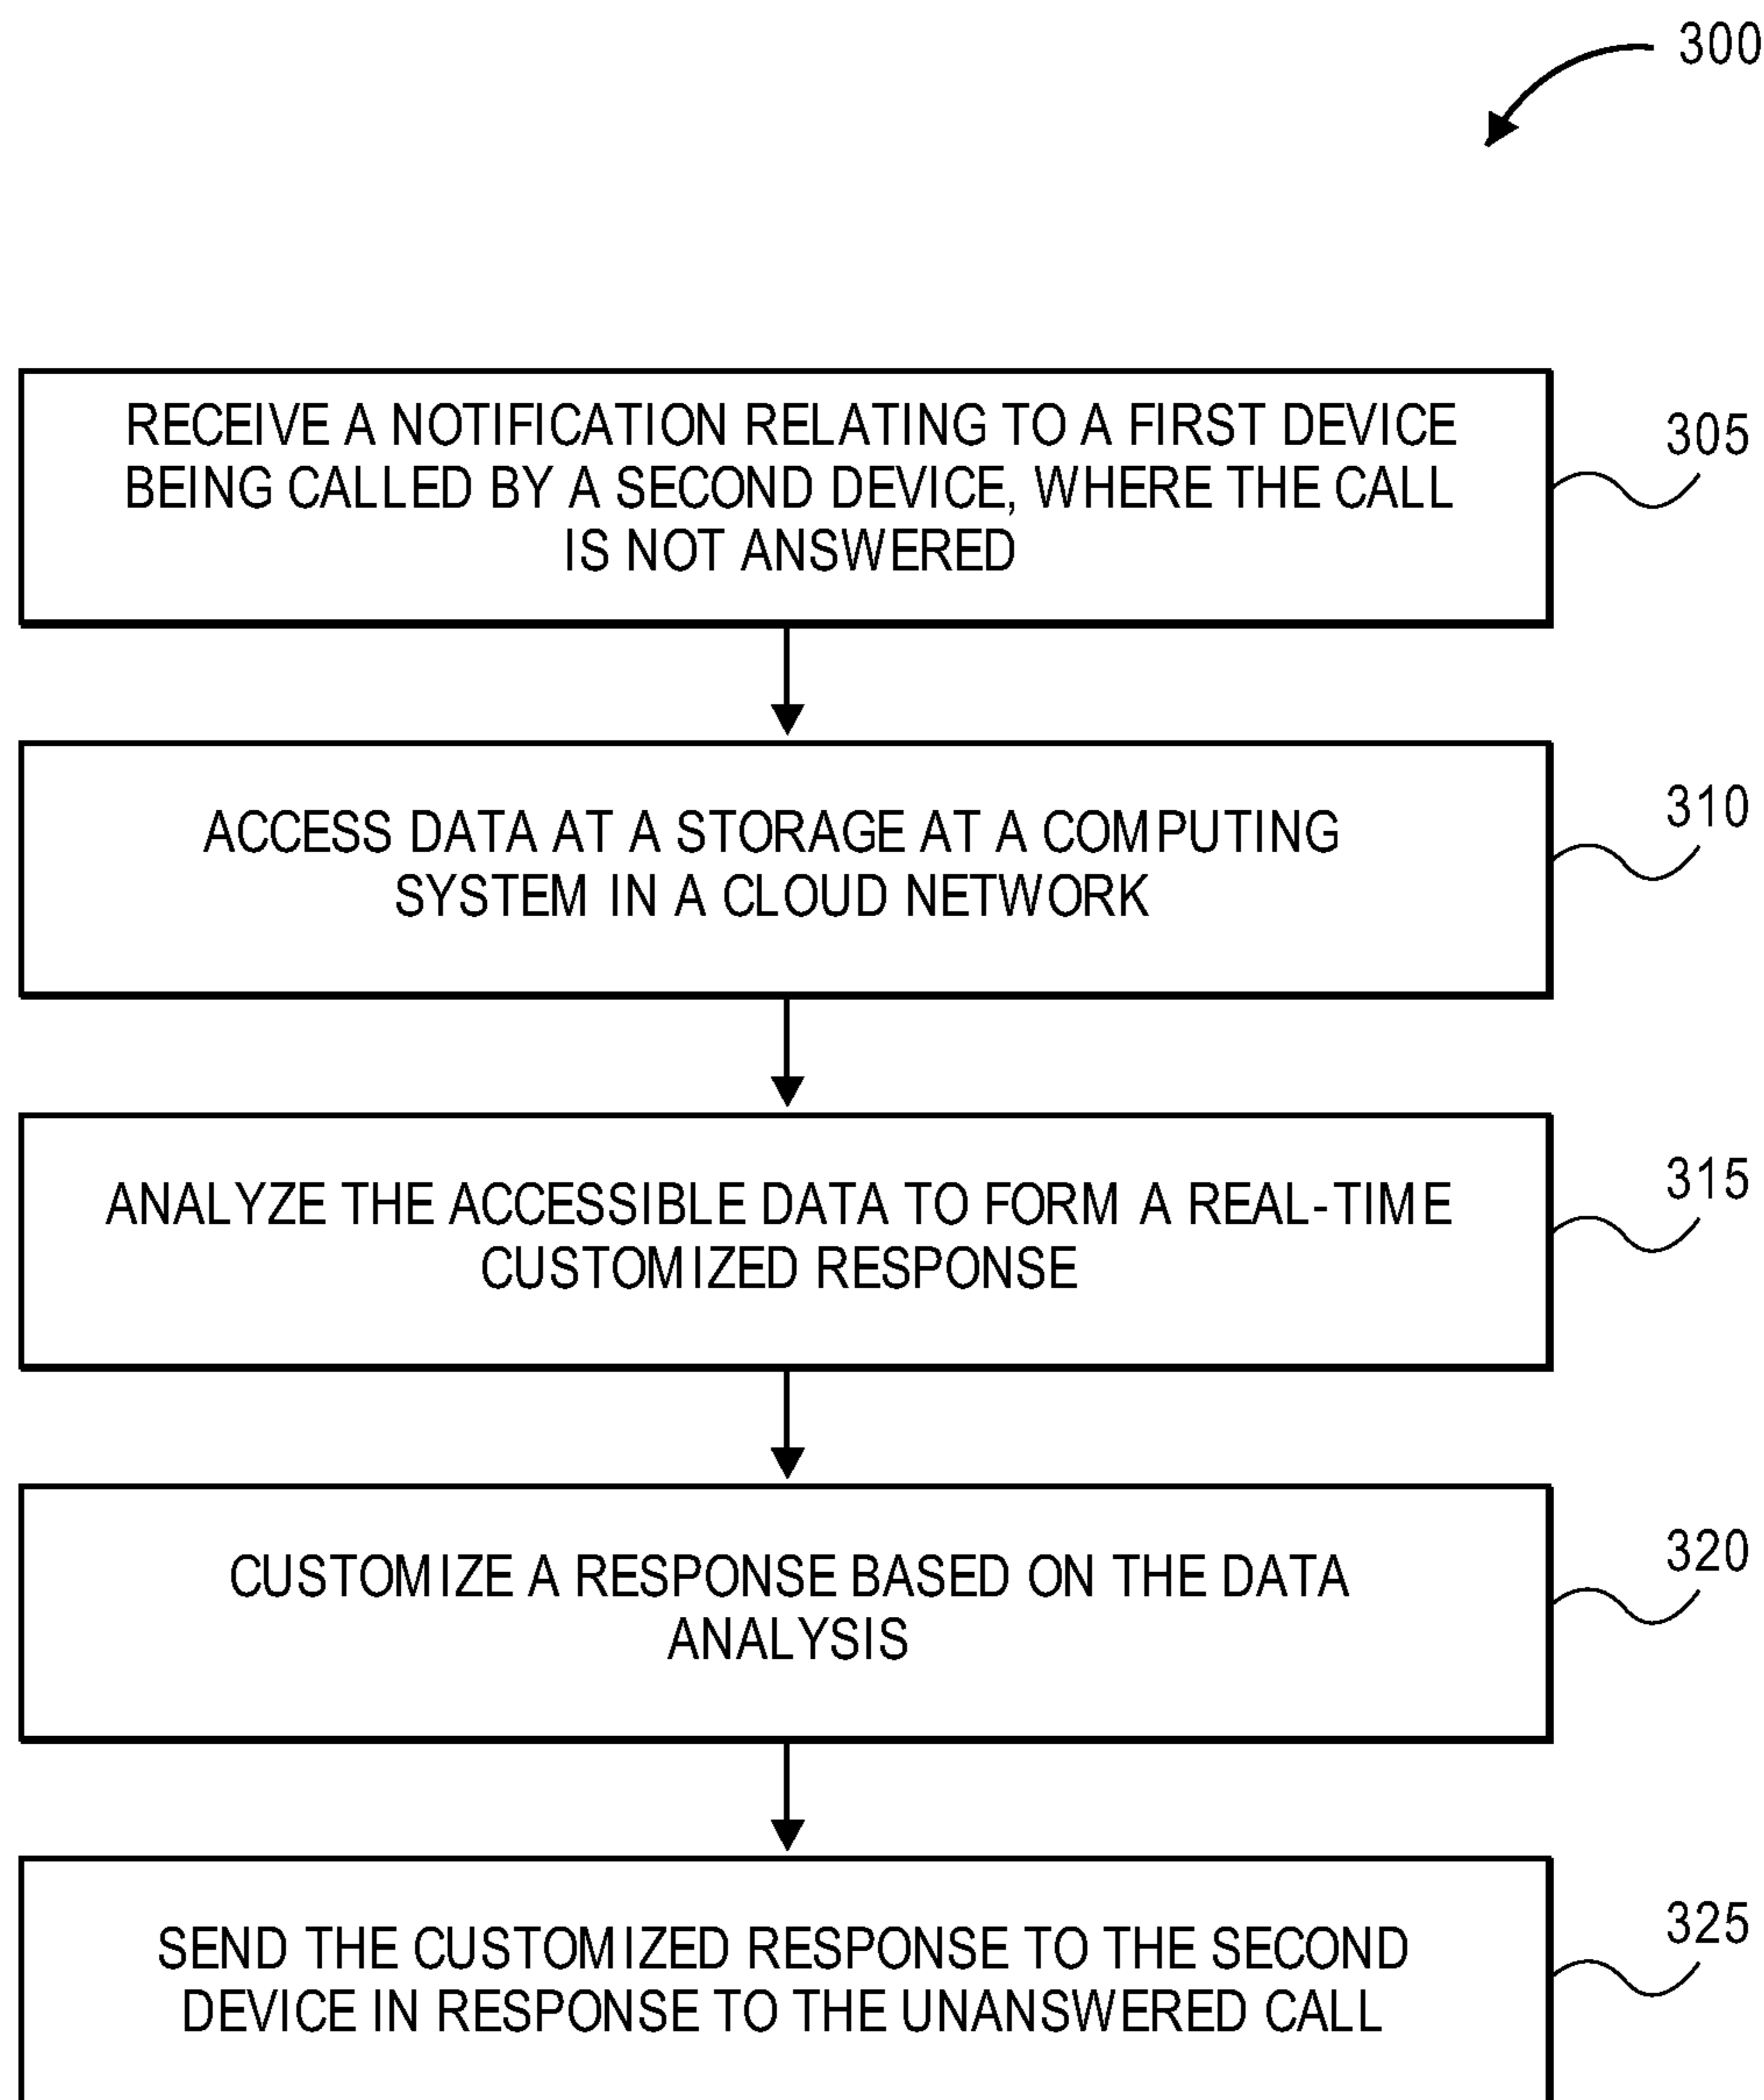 300
RECEIVE A NOTIFICATION RELATING TO A FIRST DEVICE
BEING CALLED BY A SECOND DEVICE, WHERE THE CALL
IS NOT ANSWERED
305
ACCESS DATA AT A STORAGE AT A COMPUTING
SYSTEM IN A CLOUD NETWORK
310
ANALYZE THE ACCESSIBLE DATA TO FORM A REAL-TIME
CUSTOMIZED RESPONSE
315
CUSTOMIZE A RESPONSE BASED ON THE DATA
ANALYSIS
320
SEND THE CUSTOMIZED RESPONSE TO THE SECOND
DEVICE IN RESPONSE TO THE UNANSWERED CALL
325